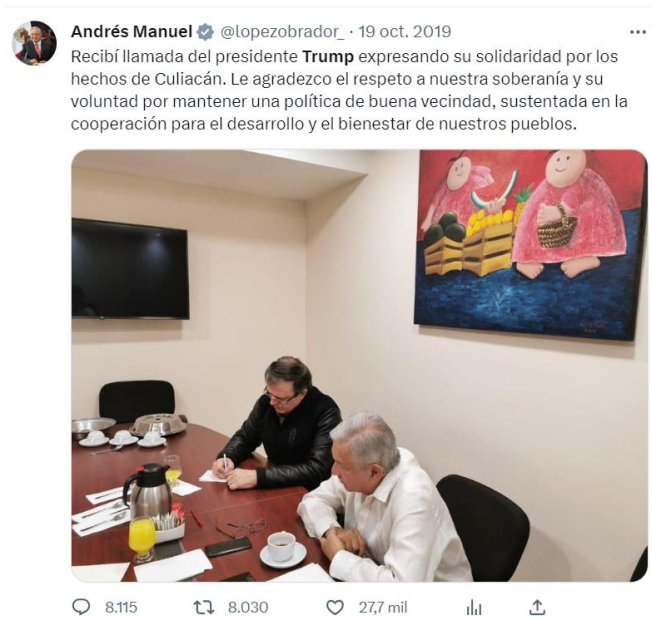 Andrés Manuel @lopezobrador_ · 19 oct. 2019
Recibí llamada del presidente Trump expresando su solidaridad por los
hechos de Culiacán. Le agradezco el respeto a nuestra soberanía y su
voluntad por mantener una política de buena vecindad, sustentada en la
cooperación para el desarrollo y el bienestar de nuestros pueblos.
8.115 8.030 27,7 mil